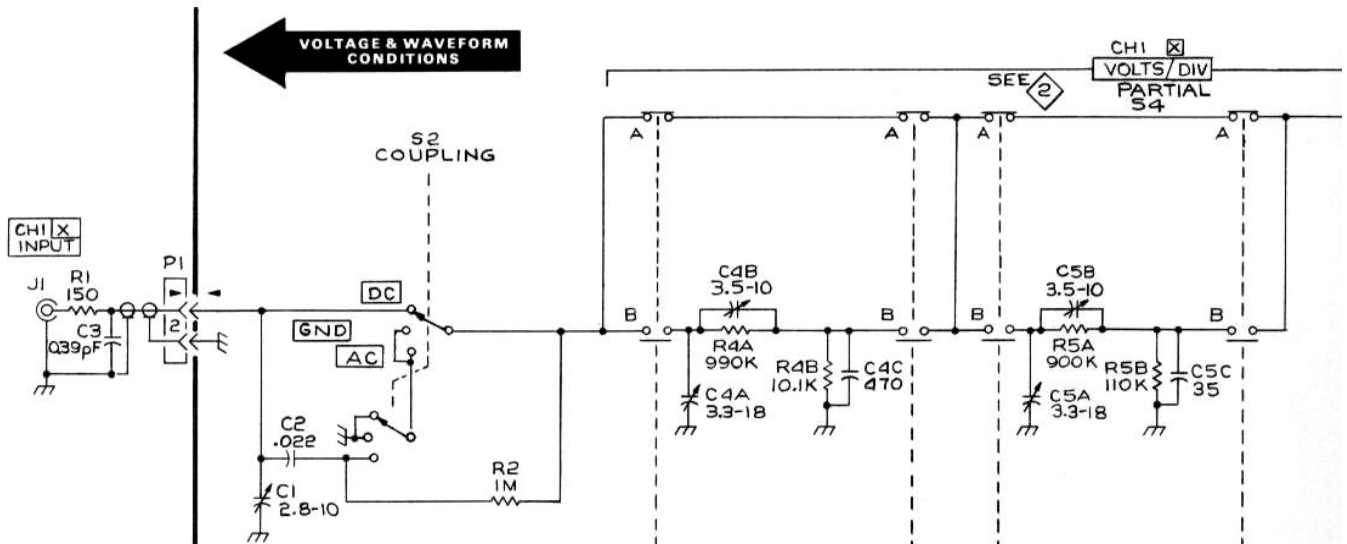 VOLTAGE & WAVEFORM
CONDITIONS
CH1 X
VOLTS/DIV
PARTIAL
S4
SEE 2
A
A
A
A
S2
COUPLING
CH1 X
INPUT
J1
R1
150
P1
C3
0.39pF
2
DC
GND
AC
B
C4B
3.5-10
R4A
990K
C4A
3.3-18
R4B
10.1K
C4C
470
B
B
C5B
3.5-10
R5A
900K
C5A
3.3-18
R5B
110K
C5C
35
B
C2
.022
C1
2.8-10
R2
1M